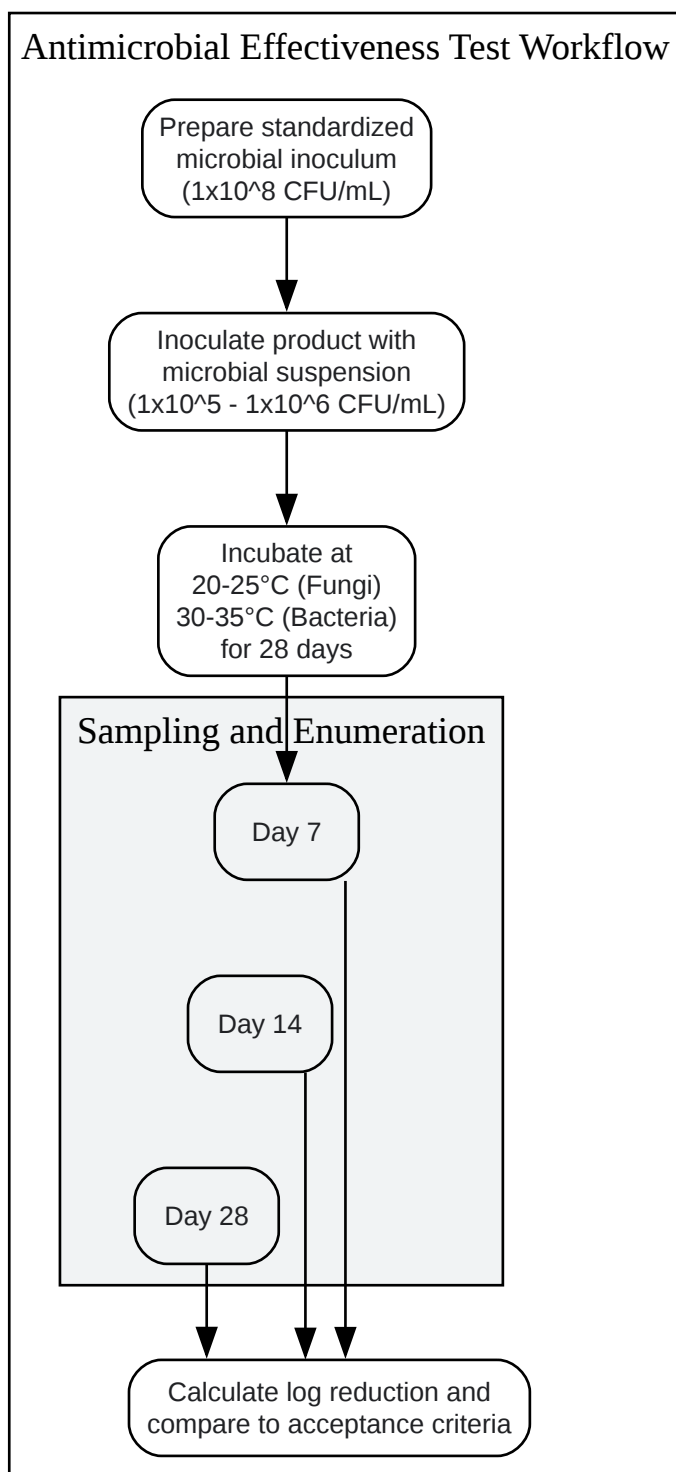 Antimicrobial Effectiveness Test Workflow
Prepare standardized
microbial inoculum
(1x10^8 CFU/mL)
Inoculate product with
microbial suspension
(1x10^5 - 1x10^6 CFU/mL)
Incubate at
20-25°C (Fungi)
30-35°C (Bacteria)
for 28 days
Sampling and Enumeration
Day 7
Day 14
Day 28
Calculate log reduction and
compare to acceptance criteria